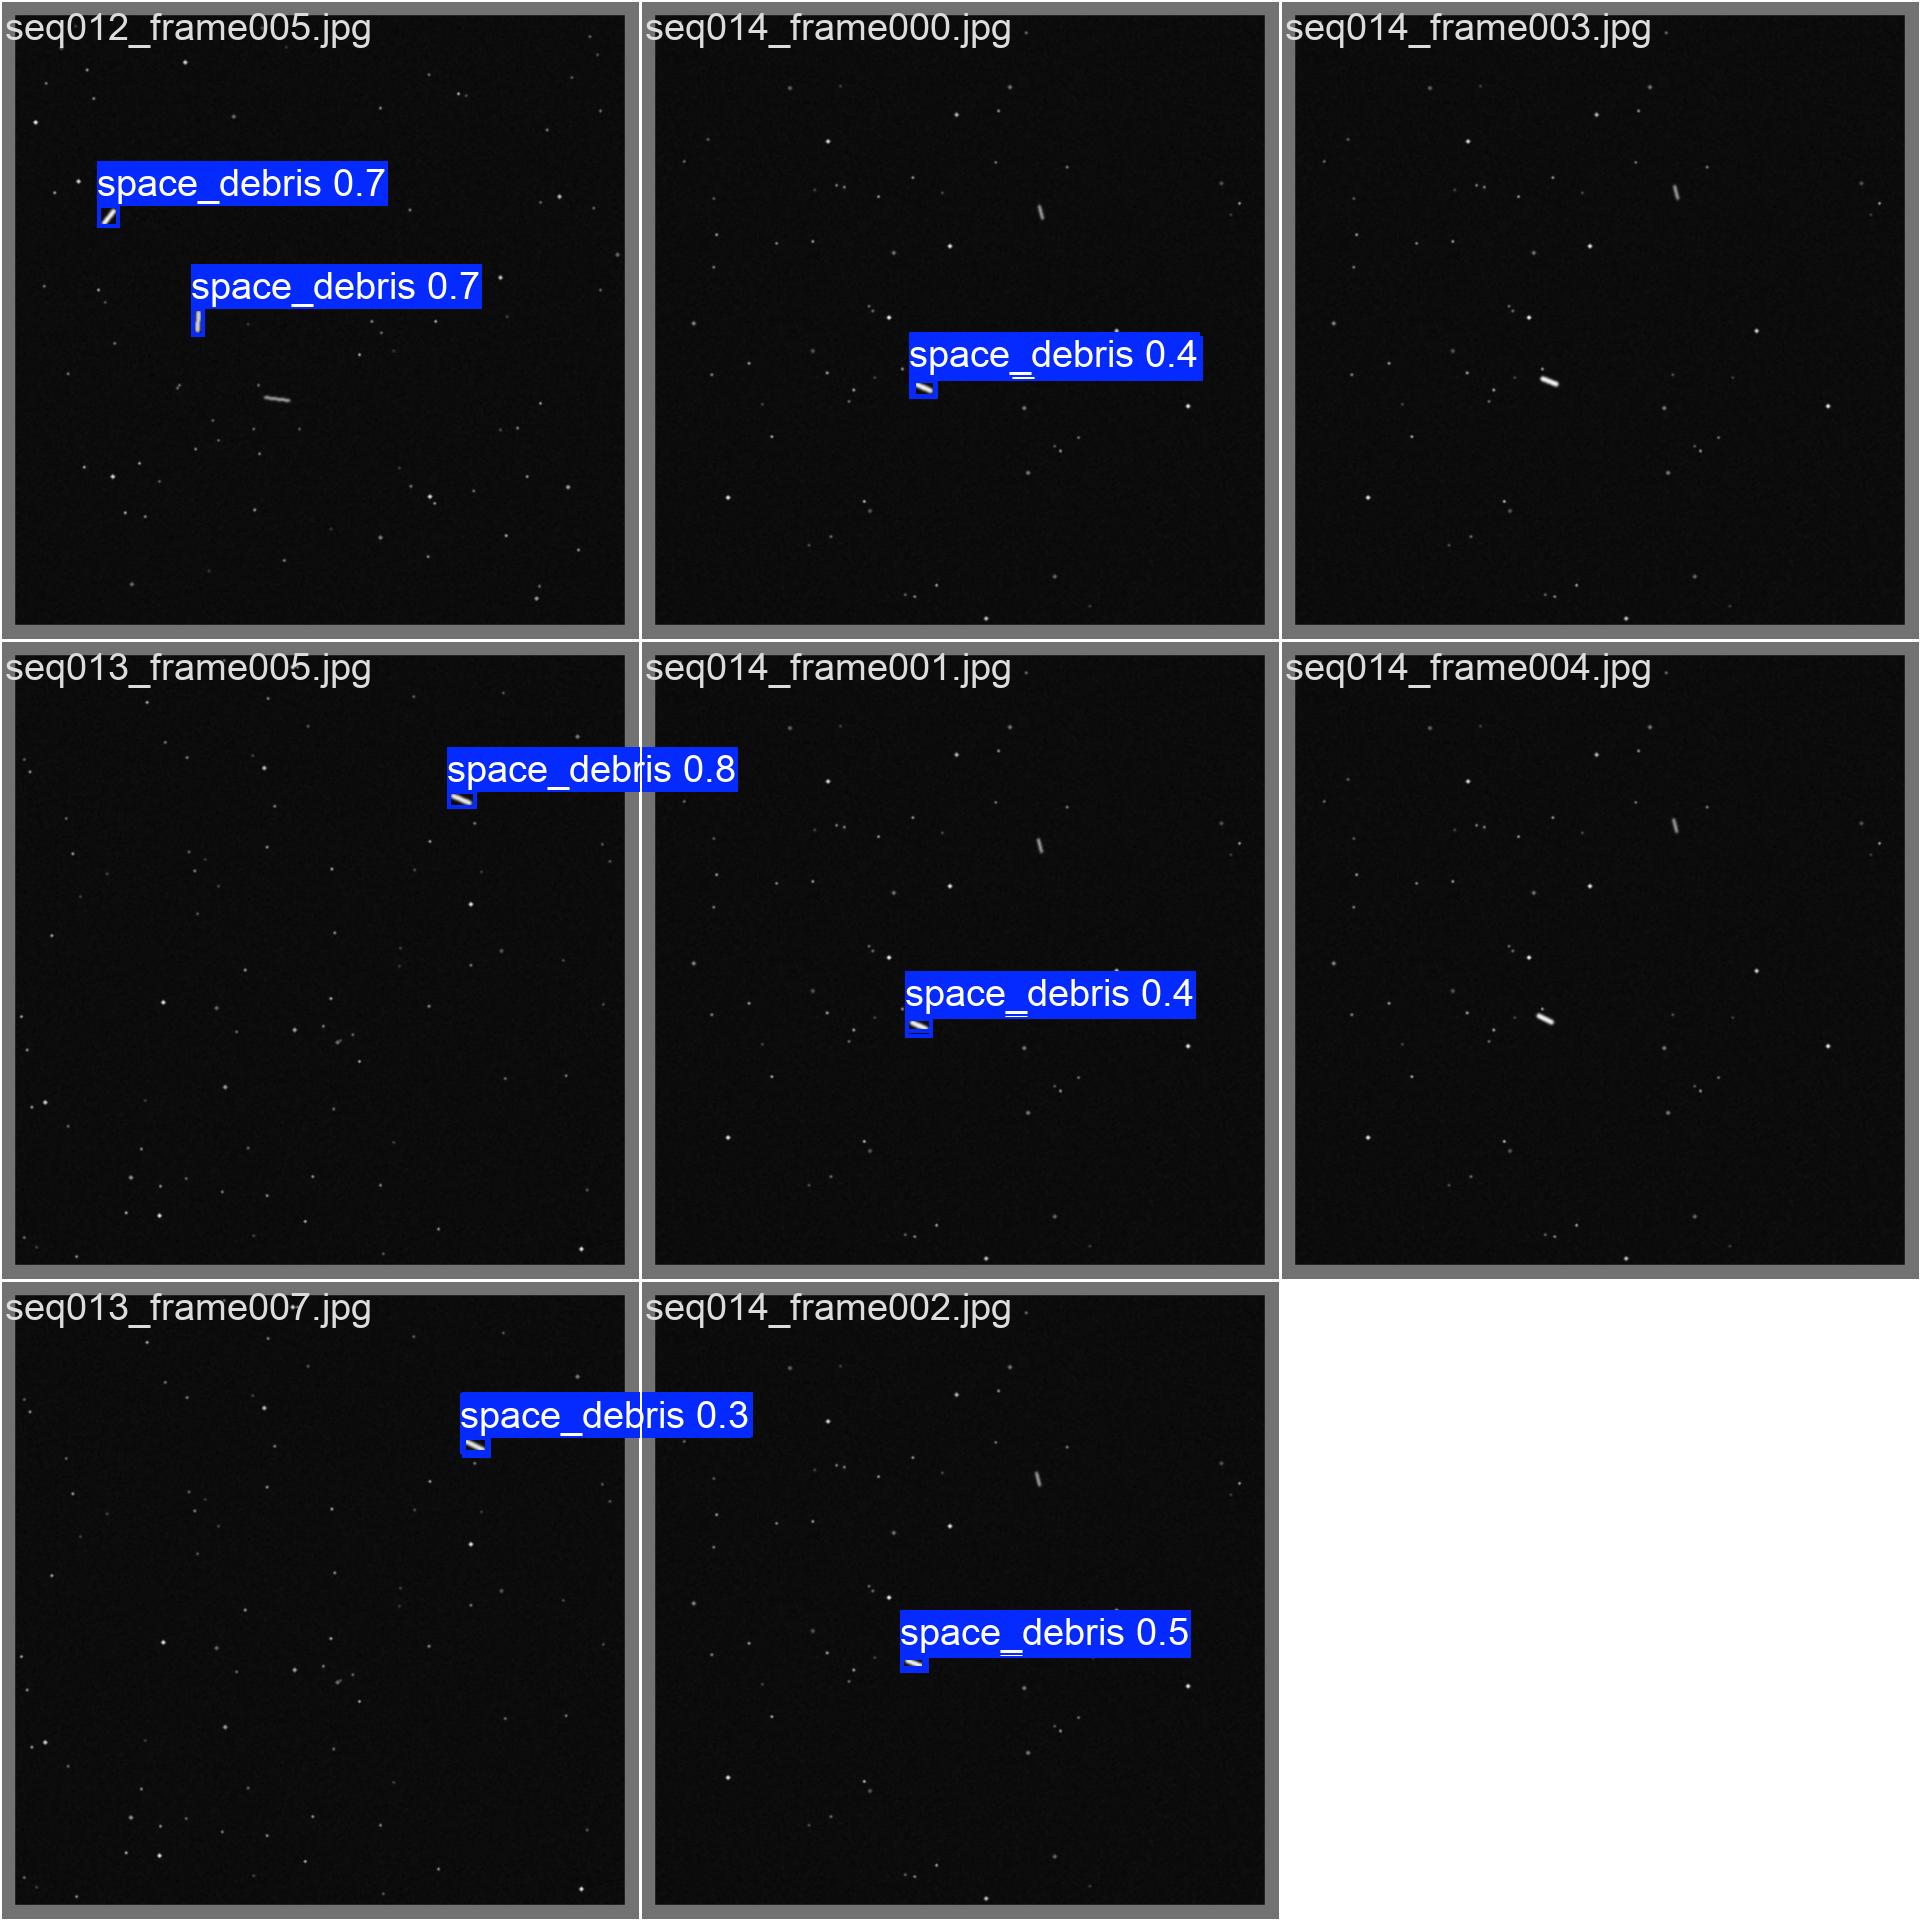 seq012_frame005.jpg
space_debris 0.7
space_debris 0.7
seq014_frame000.jpg
space_debris 0.4
seq014_frame003.jpg
seq013_frame005.jpg
space_debris 0.8
seq014_frame001.jpg
space_debris 0.4
seq014_frame004.jpg
seq013_frame007.jpg
space_debris 0.3
seq014_frame002.jpg
space_debris 0.5